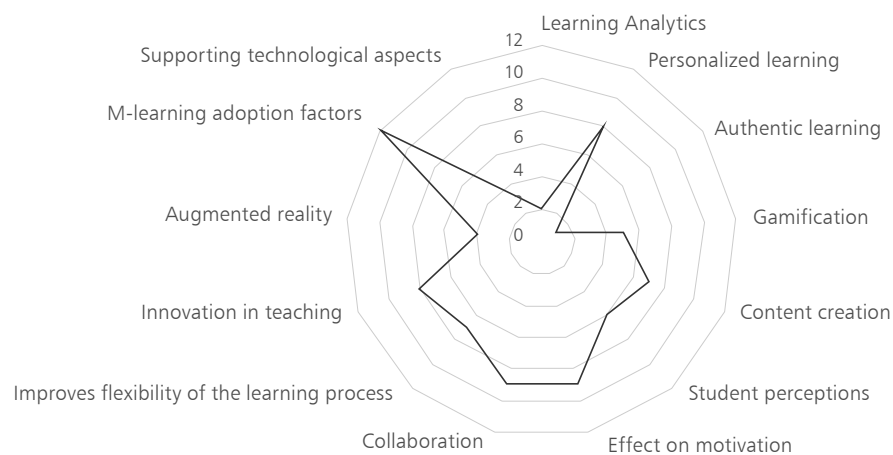 Learning Analytics
Personalized learning
Authentic learning
Gamification
Content creation
Student perceptions
Effect on motivation
Collaboration
Improves flexibility of the learning process
Innovation in teaching
Augmented reality
M-learning adoption factors
Supporting technological aspects
12
10
8
6
4
2
0